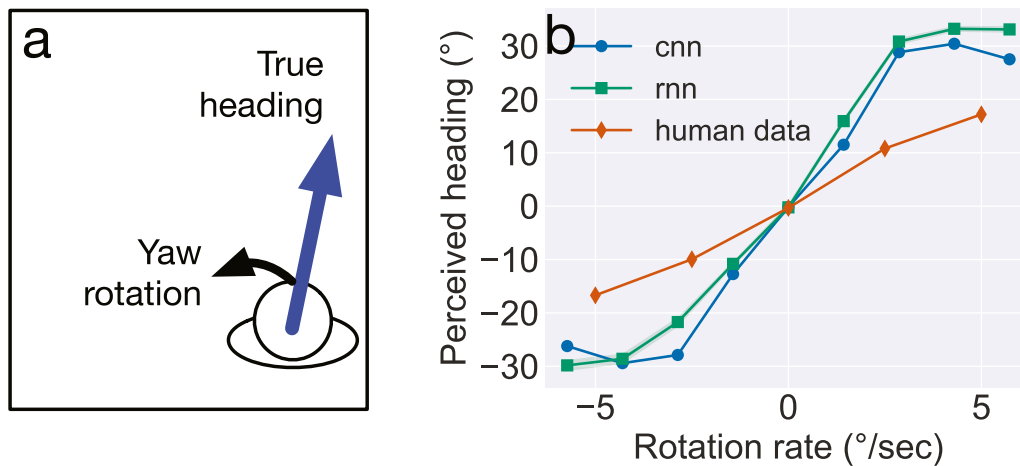 a
True
heading
Yaw
rotation
b
cnn
rnn
human data
Perceived heading (°)
30
20
10
0
−10
−20
−30
−5
0
5
Rotation rate (°/sec)